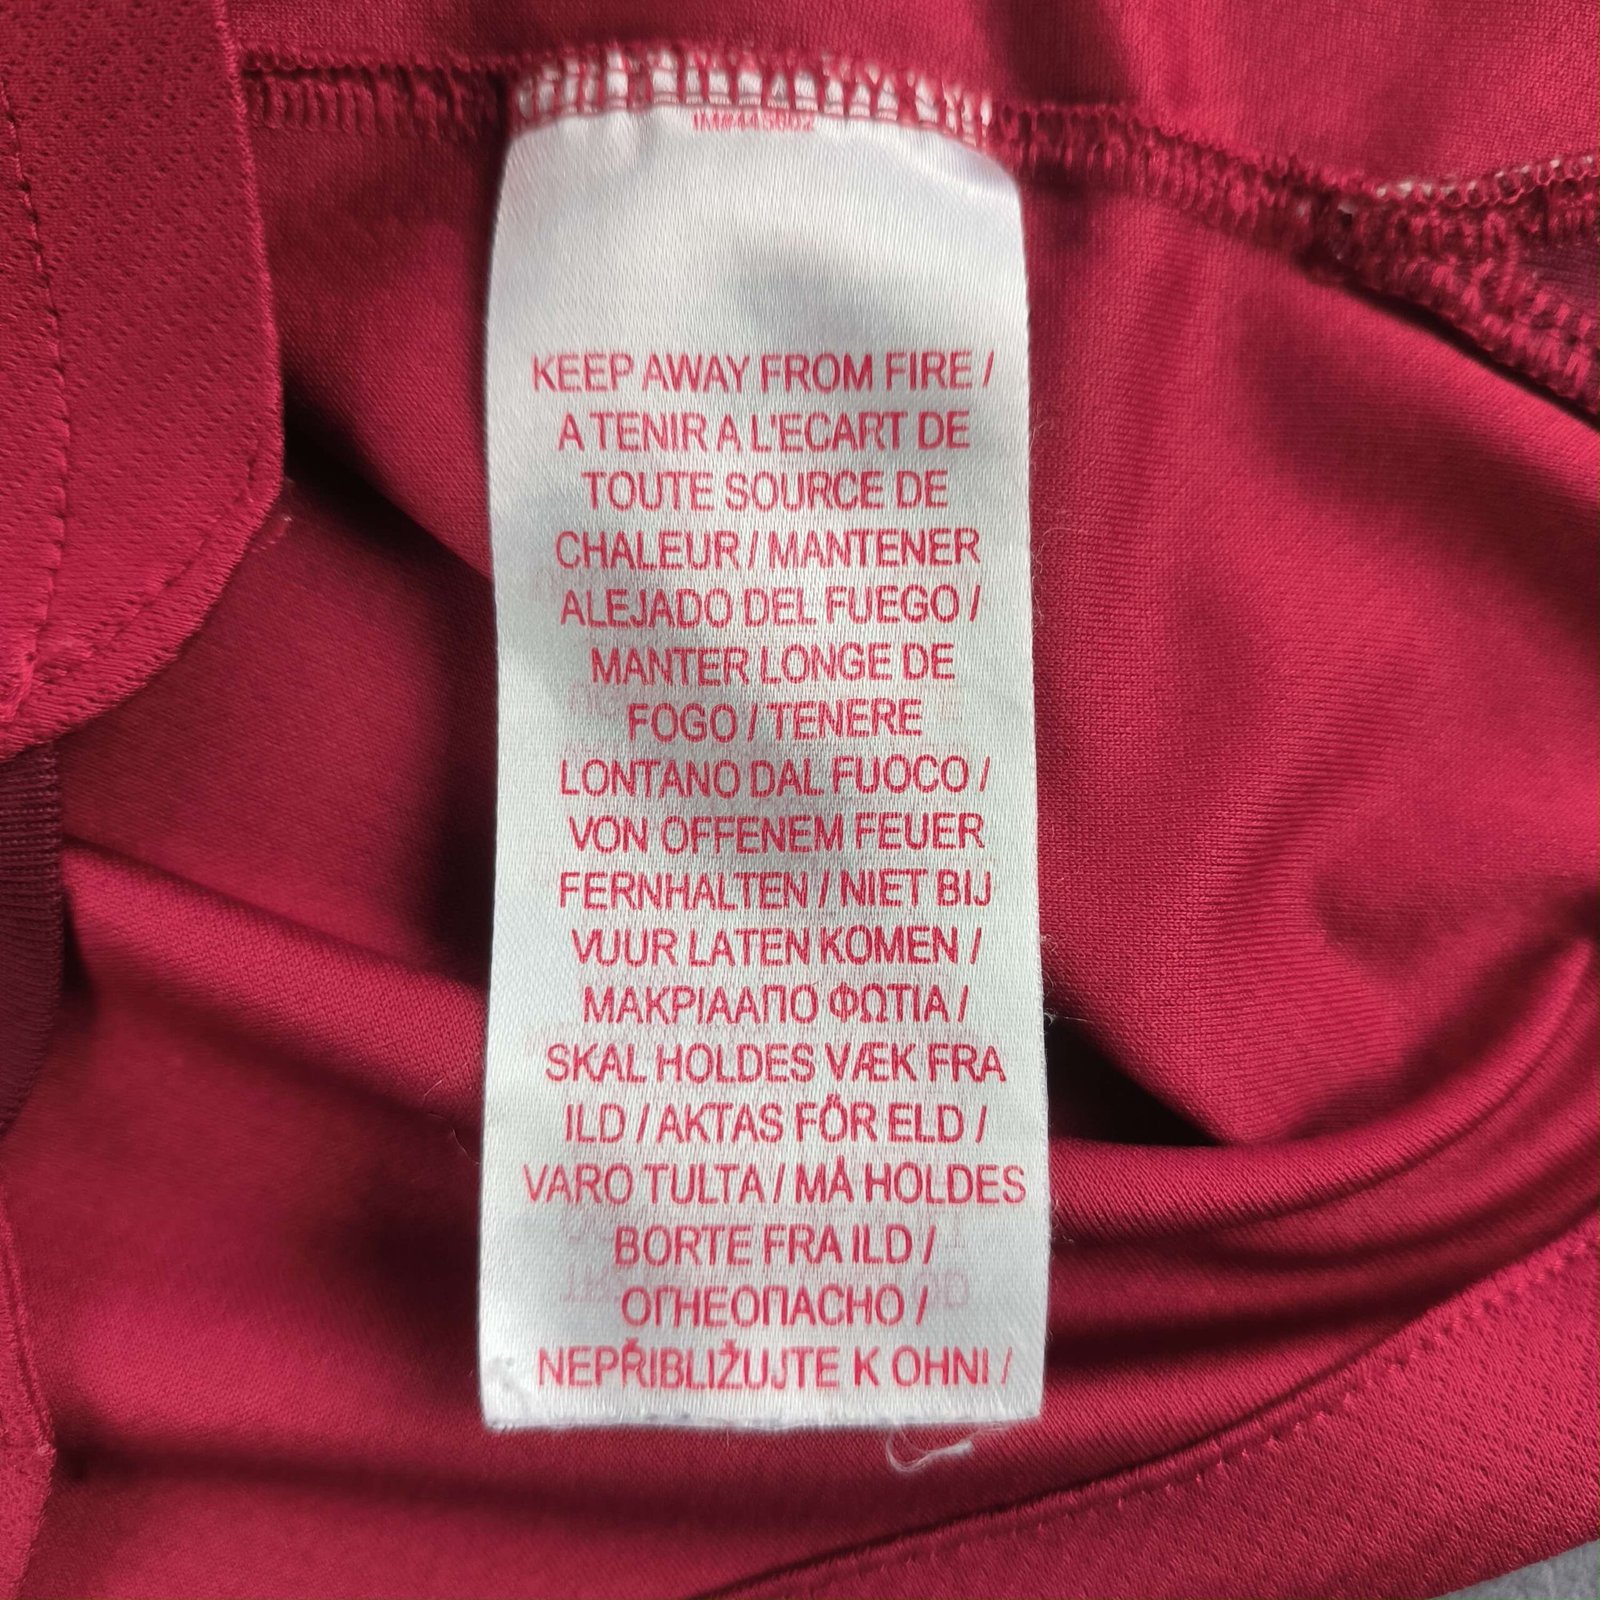 KEEP AWAY FROM FIRE /
A TENIR A L'ECART DE
TOUTE SOURCE DE
CHALEUR / MANTENER
ALEJADO DEL FUEGO /
MANTER LONGE DE
FOGO / TENERE
LONTANO DAL FUOCO /
VON OFFENEM FEUER
FERNHALTEN / NIET BIJ
VUUR LATEN KOMEN /
ΜΑΚΡΙΑΑΠΟ ΦΩΤΙΑ /
SKAL HOLDES VÆK FRA
ILD / AKTAS FÖR ELD /
VARO TULTA / MÅ HOLDES
BORTE FRA ILD /
ОГНЕОПАСНО /
NEPŘIBLIŽUJTE K OHNI /